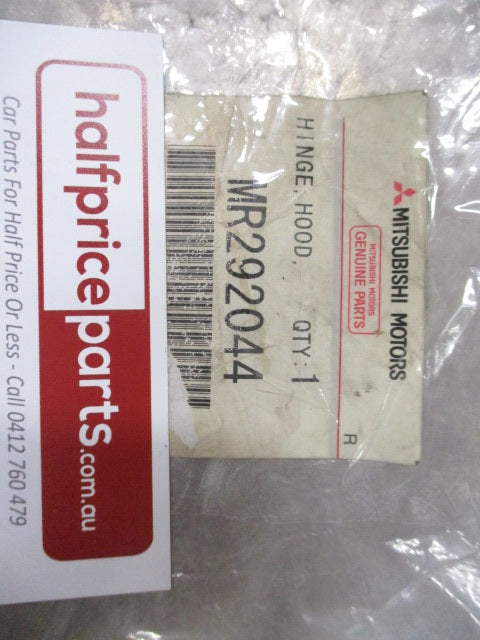 MITSUBISHI MOTORS
MITSUBISHI MOTORS
GENUINE PARTS
R
HINGE, HOOD. QTY: 1
MR292044
halfpriceparts.com.au
Car Parts For Half Price Or Less - Call 0412 760 479